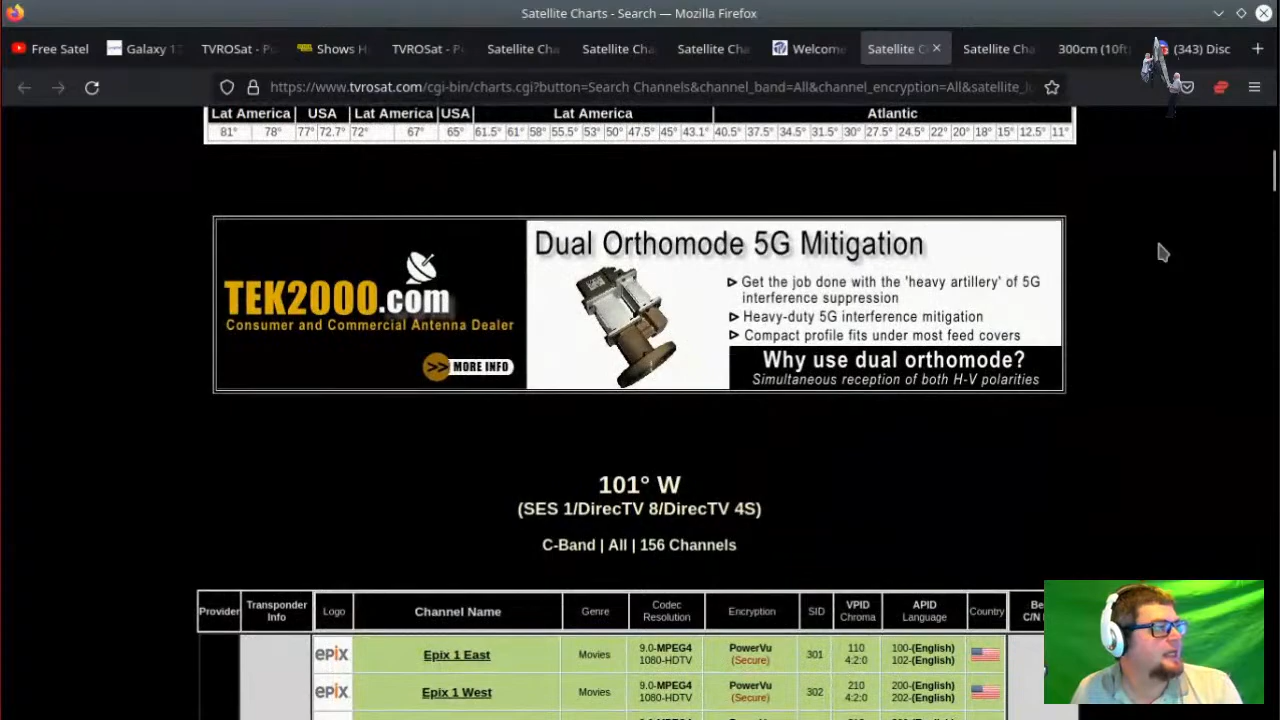 Satellite Charts - Search — Mozilla Firefox
Free Satel
Galaxy 1
TVROSat - P
Shows H
TVROSat - P
Satellite Cha
Satellite Cha
Satellite Cha
Welcome
Satellite C
Satellite Cha
300cm (10ft
(343) Disc
https://www.tvrosat.com/cgi-bin/charts.cgi?button=Search Channels&channel_band=All&channel_encryption=All&satellite_l
Lat America USA Lat America USA Lat America Atlantic
81° 78° 77° 72.7° 72° 67° 65° 61.5° 61° 58° 55.5° 53° 50° 47.5° 45° 43.1° 40.5° 37.5° 34.5° 31.5° 30° 27.5° 24.5° 22° 20° 18° 15° 12.5° 11°
TEK2000.com
Consumer and Commercial Antenna Dealer
>> MORE INFO
Dual Orthomode 5G Mitigation
Get the job done with the 'heavy artillery' of 5G
interference suppression
Heavy-duty 5G interference mitigation
Compact profile fits under most feed covers
Why use dual orthomode?
Simultaneous reception of both H-V polarities
101° W
(SES 1/DirecTV 8/DirecTV 4S)
C-Band | All | 156 Channels
Provider
Transponder
Info
Logo
Channel Name
Genre
Codec
Resolution
Encryption
SID
VPID
Chroma
APID
Language
Country
Be
C/N
epix
Epix 1 East
Movies
9.0-MPEG4
1080-HDTV
PowerVu
(Secure)
301
110
4:2:0
100-(English)
102-(English)
epix
Epix 1 West
Movies
9.0-MPEG4
1080-HDTV
PowerVu
(Secure)
302
210
4:2:0
200-(English)
202-(English)